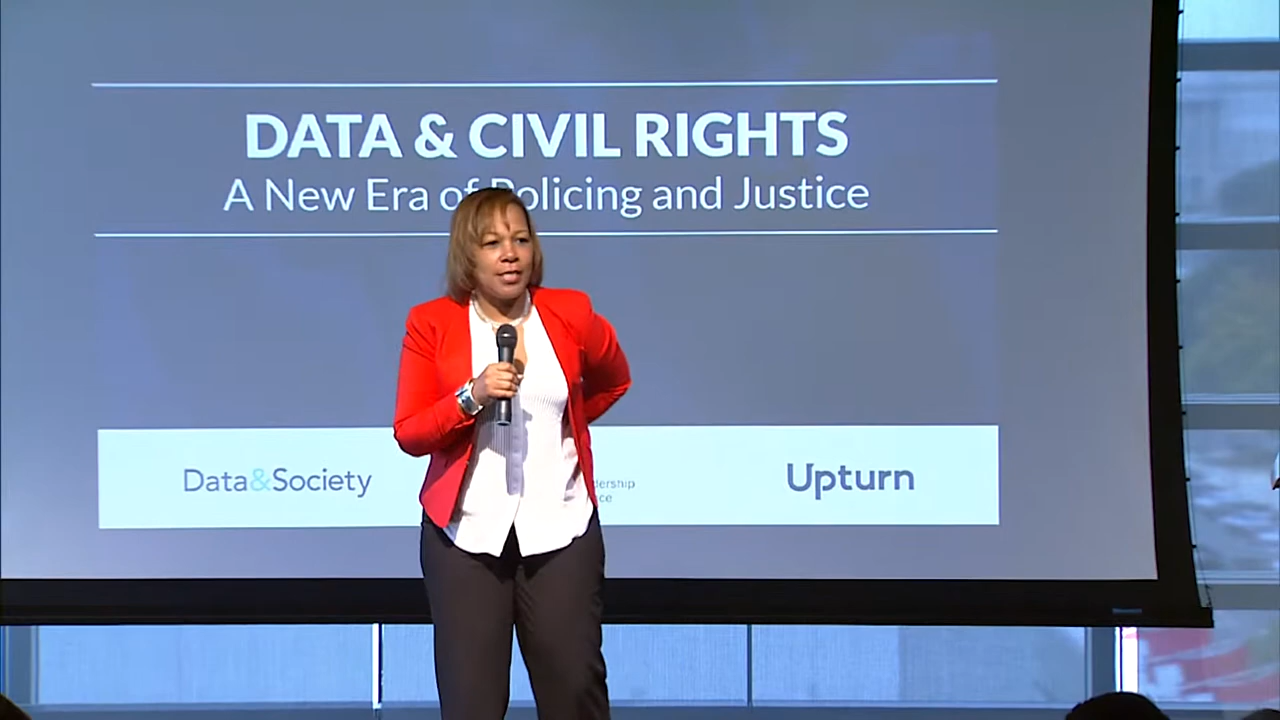 DATA & CIVIL RIGHTS
A New Era of Policing and Justice
Data&Society
Upturn